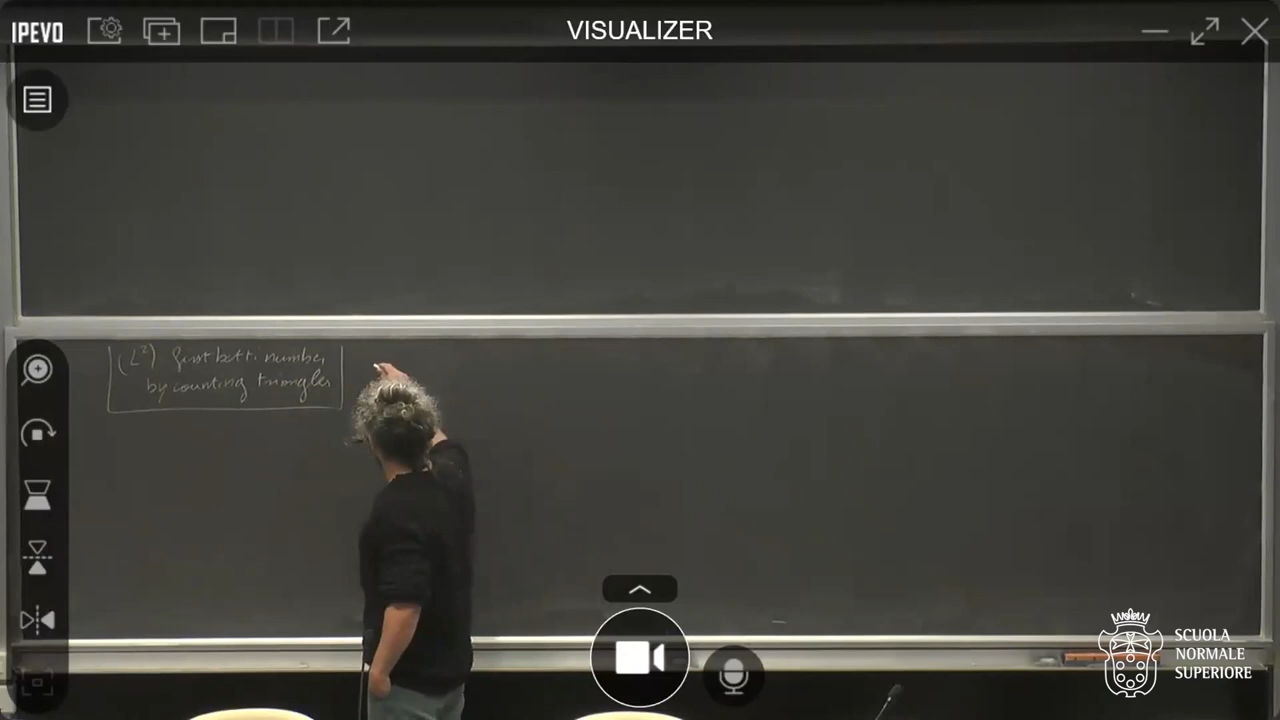 IPEVO
VISUALIZER
(L²) first betti number
by counting triangles
SCUOLA
NORMALE
SUPERIORE